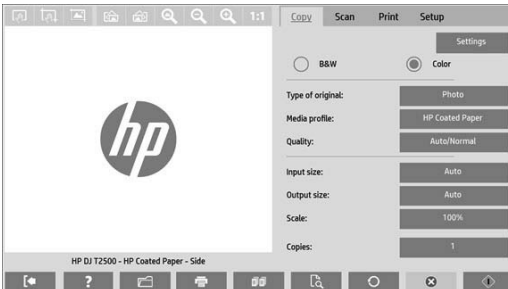 1:1
Copy Scan Print Setup
Settings
B&W Color
Type of original: Photo
Media profile: HP Coated Paper
Quality: Auto/Normal
Input size: Auto
Output size: Auto
Scale: 100%
Copies: 1
hp
HP DJ T2500 - HP Coated Paper - Side
?